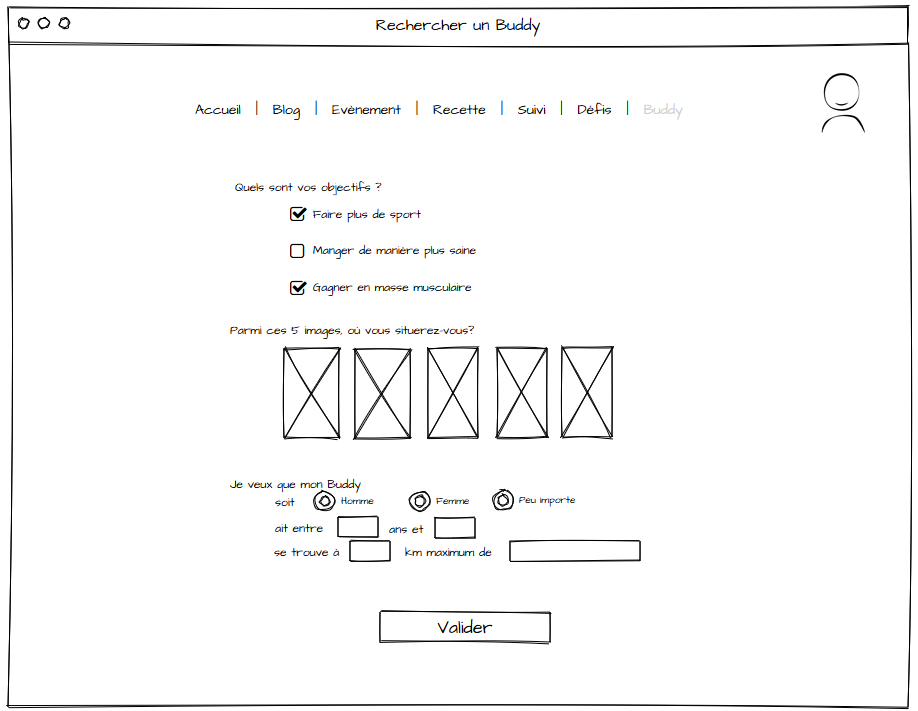 Rechercher un Buddy
Accueil | Blog | Evènement | Recette | Suivi | Défis | Buddy
Quels sont vos objectifs ?
Faire plus de sport
Manger de manière plus saine
Gagner en masse musculaire
Parmi ces 5 images, où vous situerez-vous?
Je veux que mon Buddy
soit Homme Femme Peu importe
ait entre ans et
se trouve à km maximum de
Valider